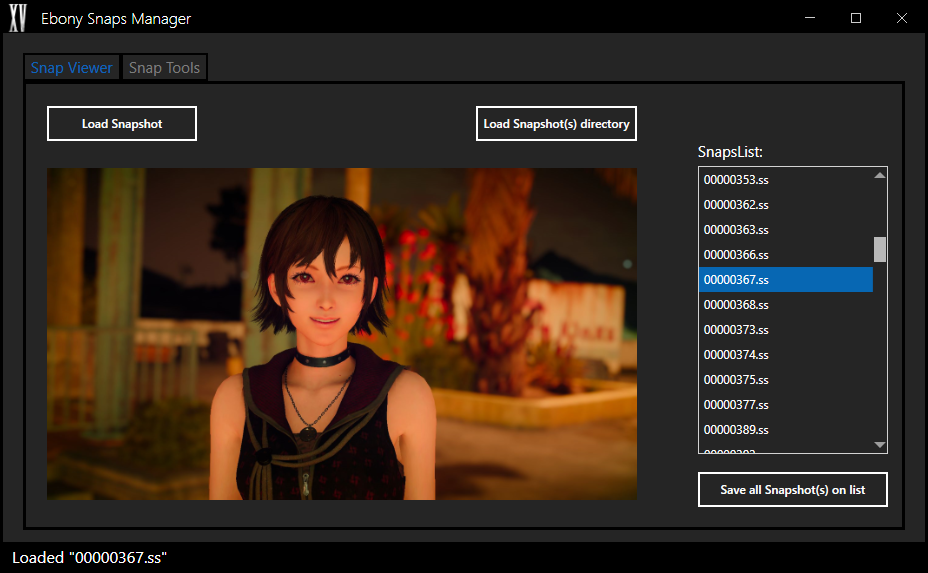 XV Ebony Snaps Manager
Snap Viewer Snap Tools
Load Snapshot
Load Snapshot(s) directory
SnapsList:
00000353.ss
00000362.ss
00000363.ss
00000366.ss
00000367.ss
00000368.ss
00000373.ss
00000374.ss
00000375.ss
00000377.ss
00000389.ss
Save all Snapshot(s) on list
Loaded "00000367.ss"